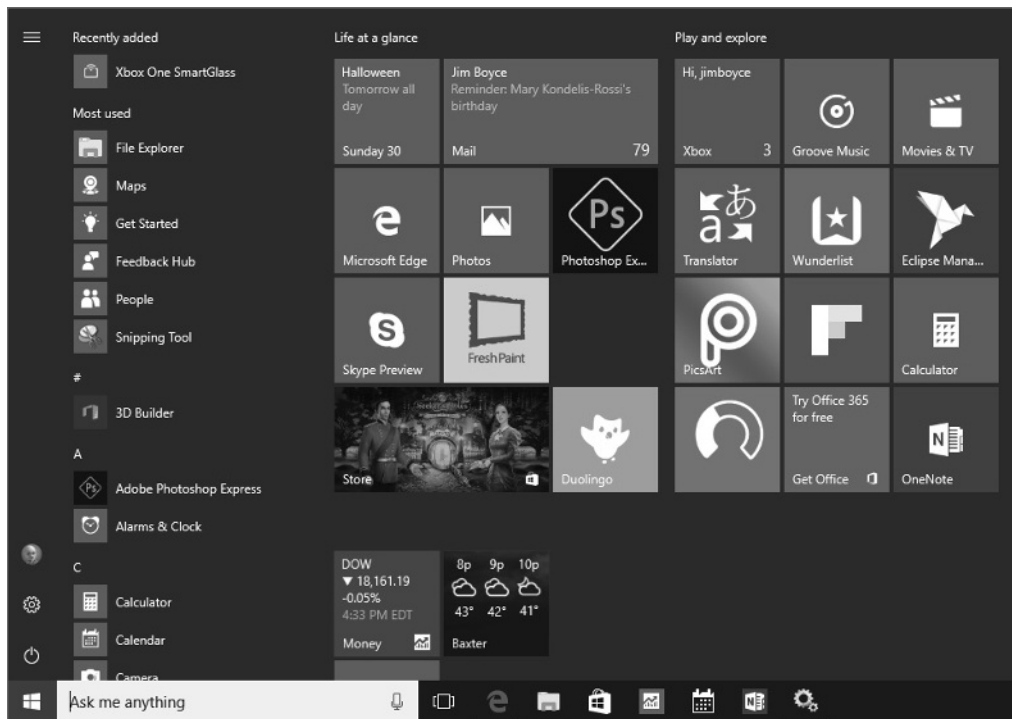 Recently added
Xbox One SmartGlass
Most used
File Explorer
Maps
Get Started
Feedback Hub
People
Snipping Tool
#
3D Builder
A
Adobe Photoshop Express
Alarms & Clock
C
Calculator
Calendar
Camera
Life at a glance
Halloween
Tomorrow all
day
Sunday 30
Jim Boyce
Reminder: Mary Kondelis-Rossi's
birthday
Mail 79
Microsoft Edge
Photos
Ps
Photoshop Ex...
Skype Preview
FreshPaint
Store
Duolingo
DOW
▼ 18,161.19
-0.05%
4:33 PM EDT
Money
8p 9p 10p
43° 42° 41°
Baxter
Play and explore
Hi, jimboyce
Xbox 3
Groove Music
Movies & TV
aあ
Translator
Wunderlist
Eclipse Mana...
PicsArt
Calculator
Try Office 365
for free
Get Office
OneNote
Ask me anything